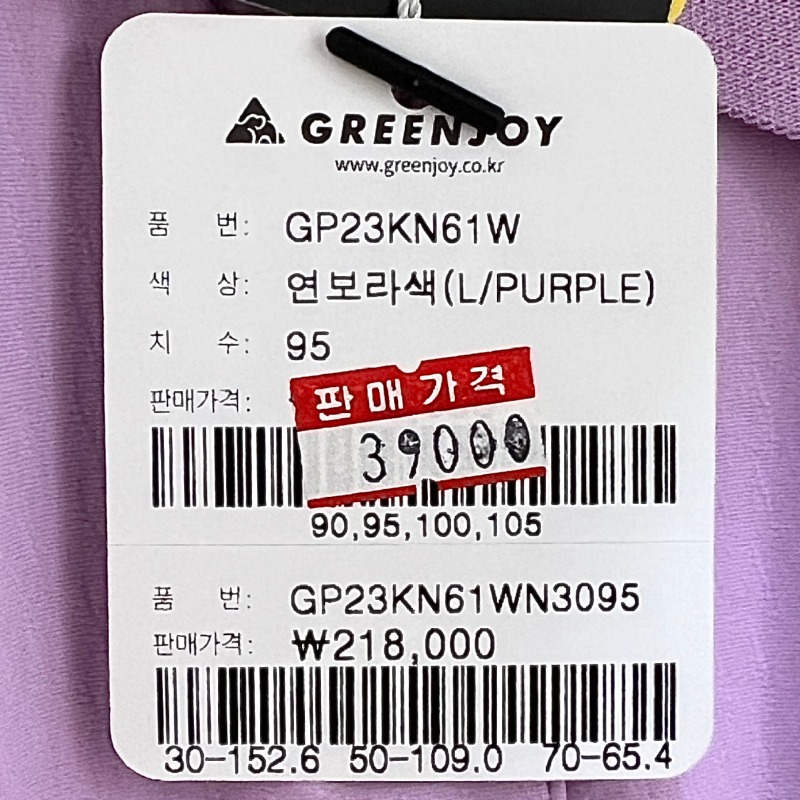 GREENJOY
www.greenjoy.co.kr
품 번: GP23KN61W
색 상: 연보라색(L/PURPLE)
치 수: 95
판매가격:
판매가격
39000
90,95,100,105
품 번: GP23KN61WN3095
판매가격: ₩218,000
30-152.6 50-109.0 70-65.4